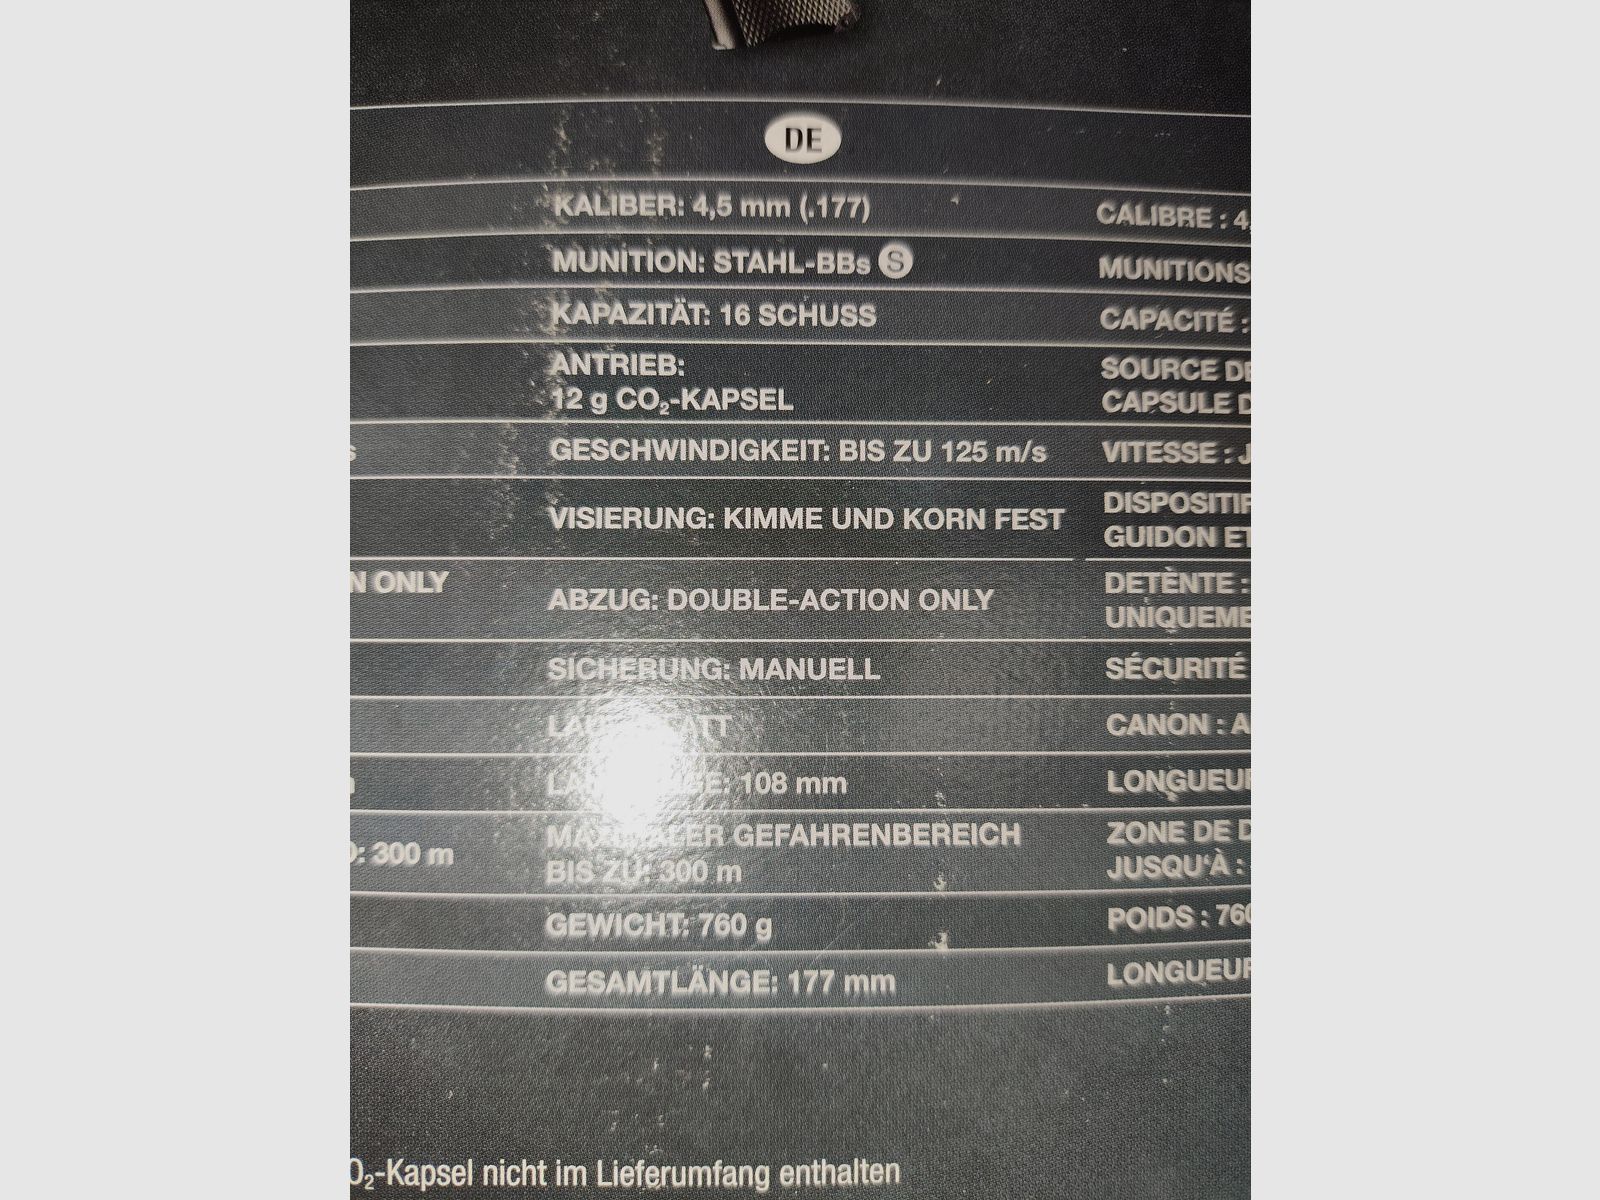 DE
KALIBER: 4,5 mm (.177)
MUNITION: STAHL-BBs S
KAPAZITÄT: 16 SCHUSS
ANTRIEB:
12 g CO₂-KAPSEL
GESCHWINDIGKEIT: BIS ZU 125 m/s
VISIERUNG: KIMME UND KORN FEST
ABZUG: DOUBLE-ACTION ONLY
SICHERUNG: MANUELL
108 mm
MAXIMALER GEFAHRENBEREICH
BIS ZU: 300 m
GEWICHT: 760 g
GESAMTLÄNGE: 177 mm
ONLY
300 m
CALIBRE : 4,
MUNITIONS
CAPACITÉ :
SOURCE DE
CAPSULE D
VITESSE : J
DISPOSITIF
GUIDON ET
DETÈNTE :
UNIQUEME
SÉCURITÉ
CANON : A
LONGUEUR
ZONE DE D
JUSQU'À :
POIDS : 760
LONGUEUR
O₂-Kapsel nicht im Lieferumfang enthalten